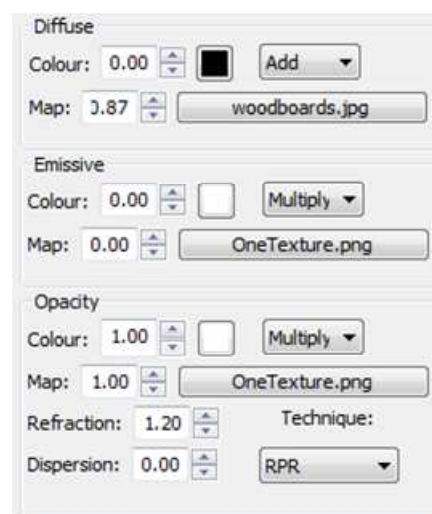 Diffuse
Colour: 0.00 Add
Map: 0.87 woodboards.jpg
Emissive
Colour: 0.00 Multiply
Map: 0.00 OneTexture.png
Opacity
Colour: 1.00 Multiply
Map: 1.00 OneTexture.png
Refraction: 1.20 Technique:
Dispersion: 0.00 RPR